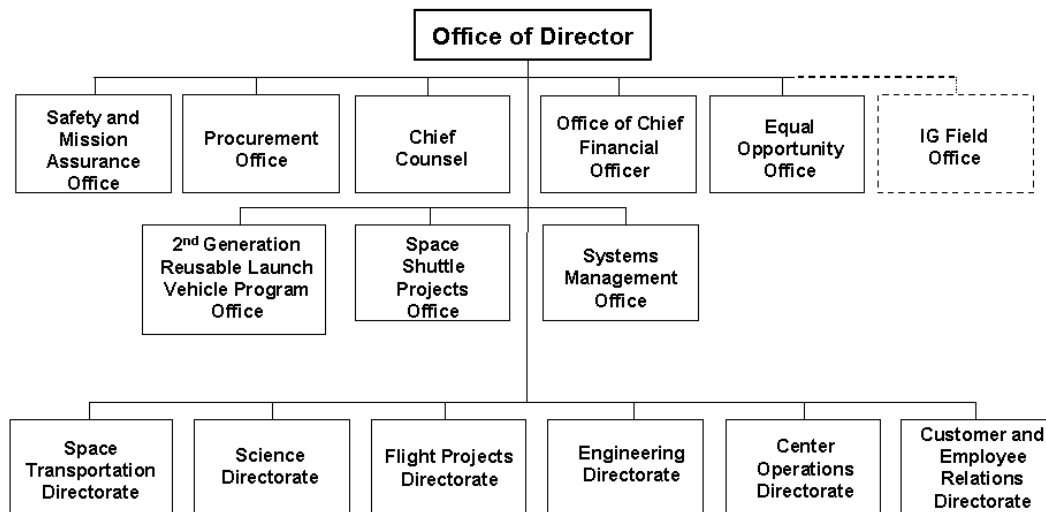 Office of Director
Safety and
Mission
Assurance
Office
Procurement
Office
Chief
Counsel
Office of Chief
Financial
Officer
Equal
Opportunity
Office
IG Field
Office
2nd Generation
Reusable Launch
Vehicle Program
Office
Space
Shuttle
Projects
Office
Systems
Management
Office
Space
Transportation
Directorate
Science
Directorate
Flight Projects
Directorate
Engineering
Directorate
Center
Operations
Directorate
Customer and
Employee
Relations
Directorate